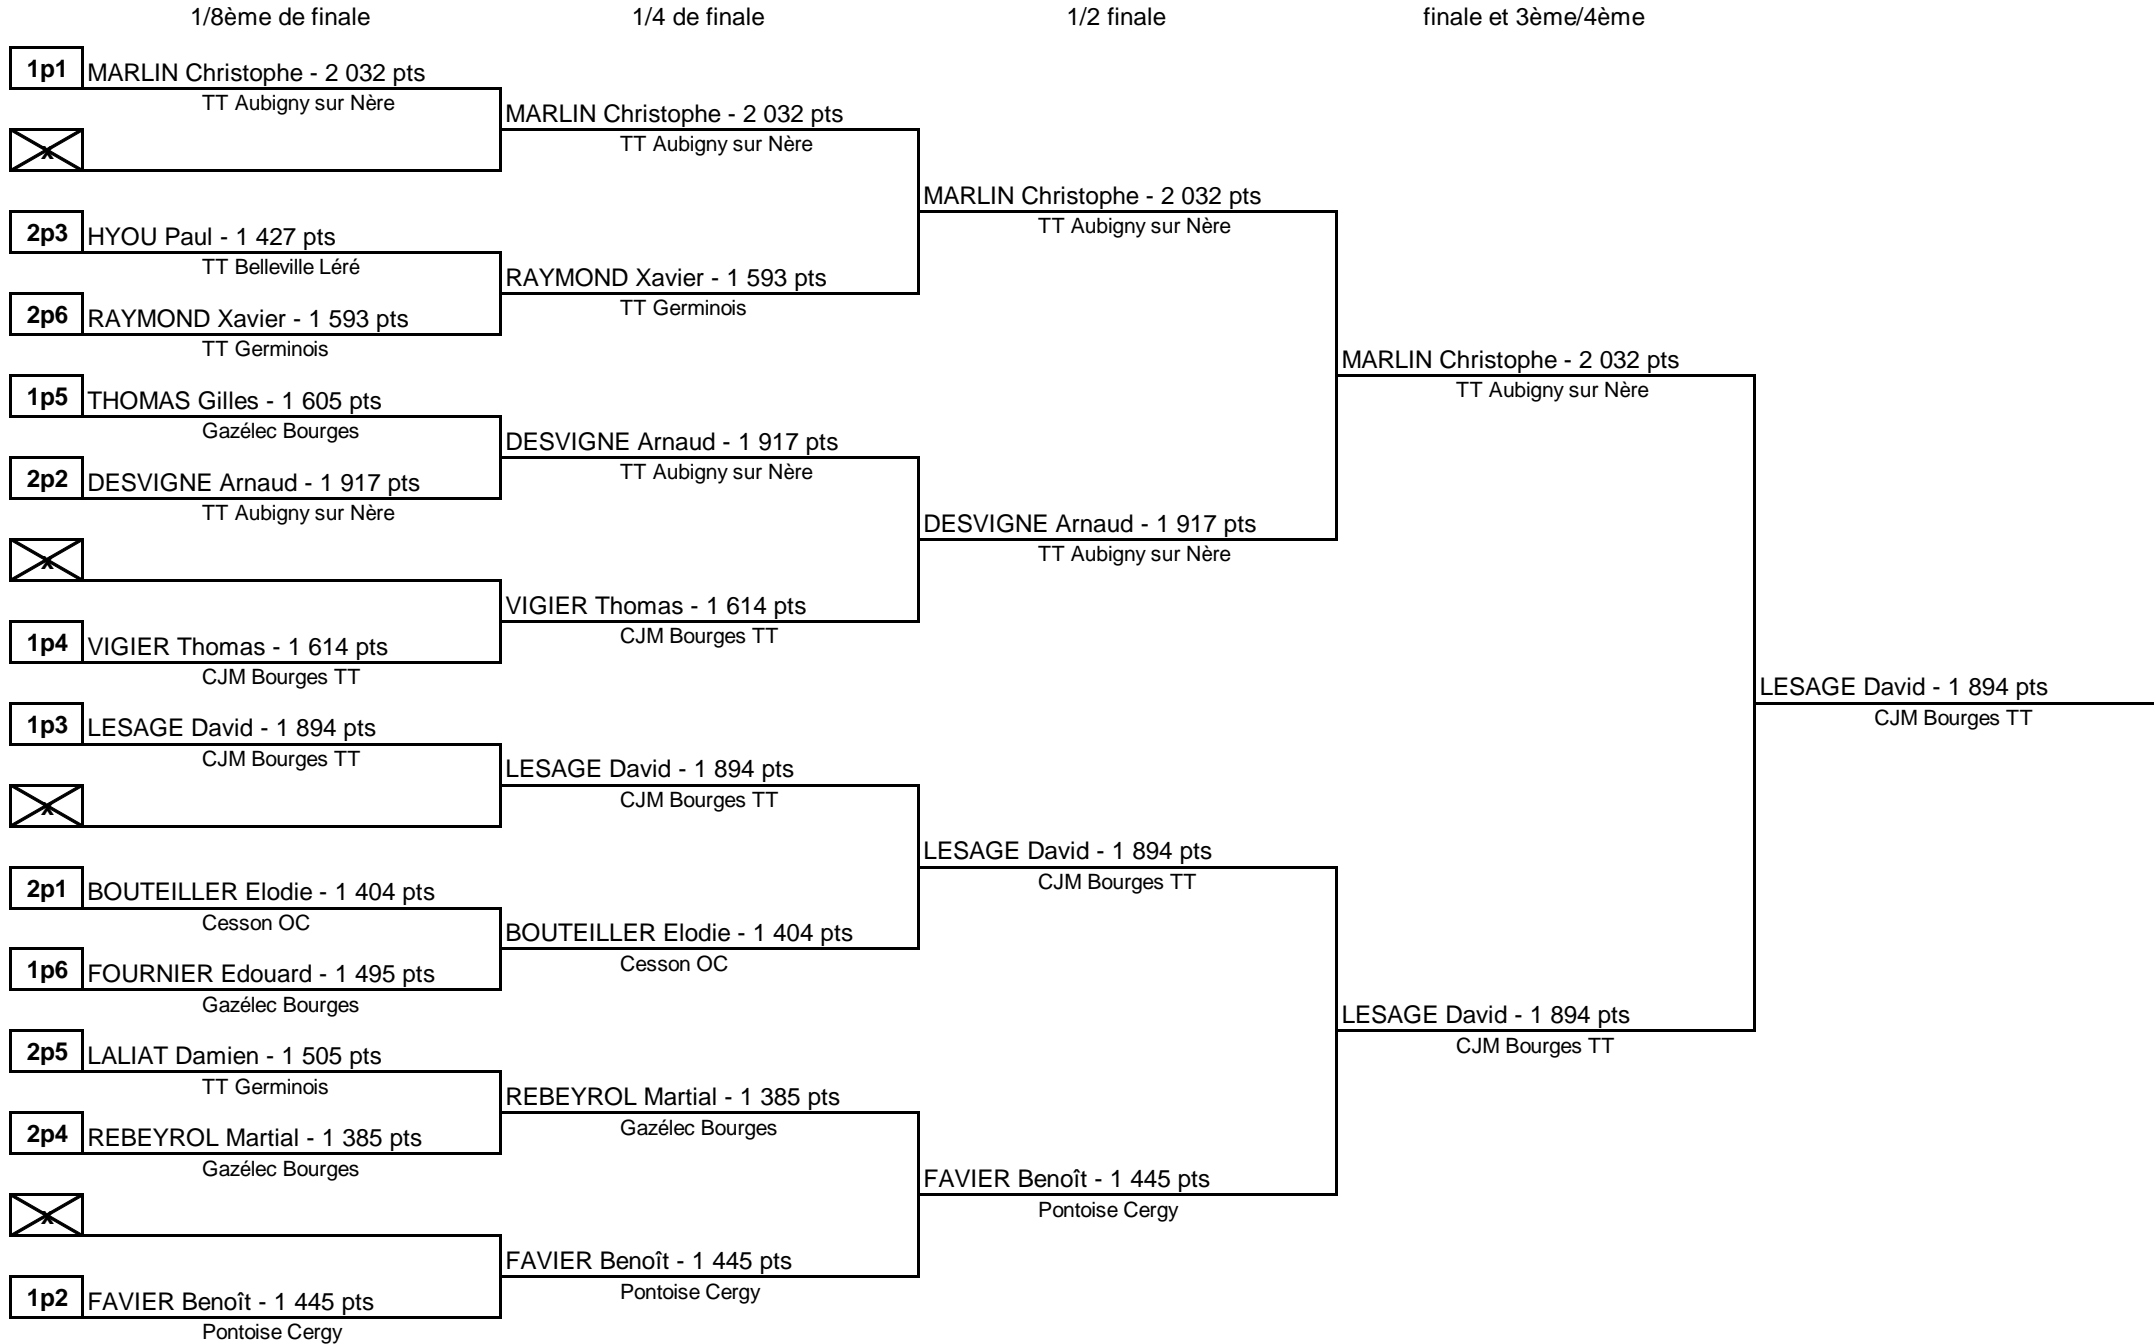 1/8ème de finale
1/4 de finale
1/2 finale
finale et 3ème/4ème
1p1 MARLIN Christophe - 2 032 pts
TT Aubigny sur Nère
x
2p3 HYOU Paul - 1 427 pts
TT Belleville Léré
2p6 RAYMOND Xavier - 1 593 pts
TT Germinois
1p5 THOMAS Gilles - 1 605 pts
Gazélec Bourges
2p2 DESVIGNE Arnaud - 1 917 pts
TT Aubigny sur Nère
x
1p4 VIGIER Thomas - 1 614 pts
CJM Bourges TT
1p3 LESAGE David - 1 894 pts
CJM Bourges TT
x
2p1 BOUTEILLER Elodie - 1 404 pts
Cesson OC
1p6 FOURNIER Edouard - 1 495 pts
Gazélec Bourges
2p5 LALIAT Damien - 1 505 pts
TT Germinois
2p4 REBEYROL Martial - 1 385 pts
Gazélec Bourges
x
1p2 FAVIER Benoît - 1 445 pts
Pontoise Cergy
MARLIN Christophe - 2 032 pts
TT Aubigny sur Nère
RAYMOND Xavier - 1 593 pts
TT Germinois
DESVIGNE Arnaud - 1 917 pts
TT Aubigny sur Nère
VIGIER Thomas - 1 614 pts
CJM Bourges TT
LESAGE David - 1 894 pts
CJM Bourges TT
BOUTEILLER Elodie - 1 404 pts
Cesson OC
REBEYROL Martial - 1 385 pts
Gazélec Bourges
FAVIER Benoît - 1 445 pts
Pontoise Cergy
MARLIN Christophe - 2 032 pts
TT Aubigny sur Nère
DESVIGNE Arnaud - 1 917 pts
TT Aubigny sur Nère
LESAGE David - 1 894 pts
CJM Bourges TT
FAVIER Benoît - 1 445 pts
Pontoise Cergy
MARLIN Christophe - 2 032 pts
TT Aubigny sur Nère
LESAGE David - 1 894 pts
CJM Bourges TT
LESAGE David - 1 894 pts
CJM Bourges TT